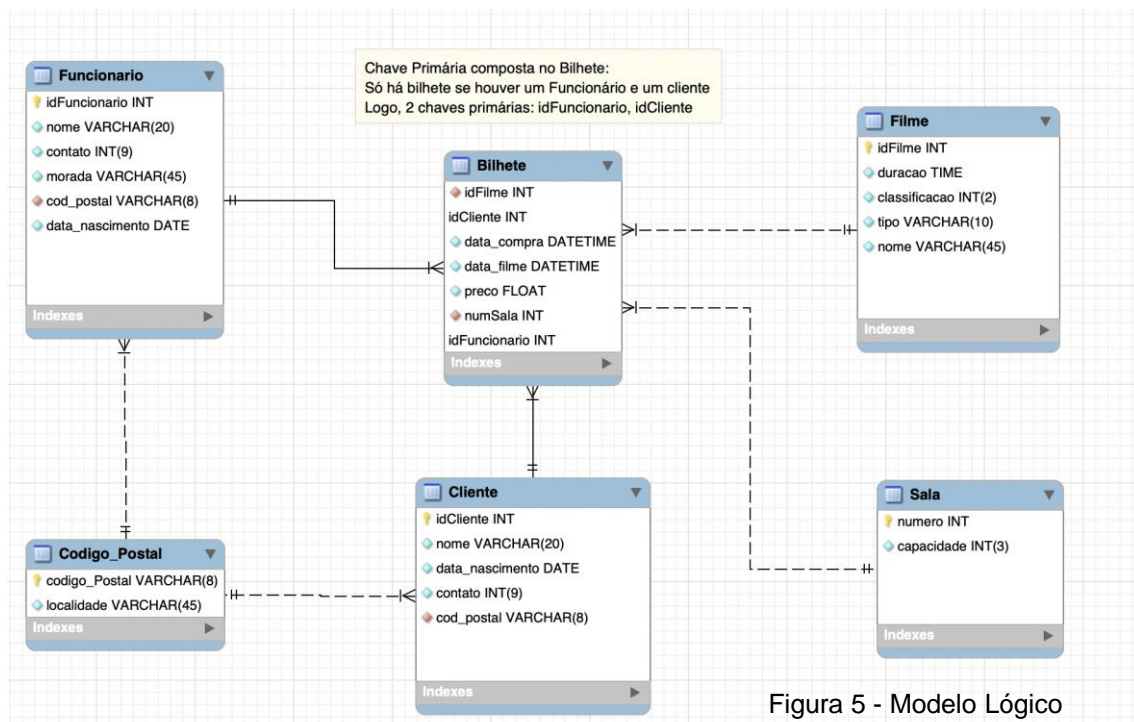 Funcionario
idFuncionario INT
nome VARCHAR(20)
contato INT(9)
morada VARCHAR(45)
cod_postal VARCHAR(8)
data_nascimento DATE
Indexes
Chave Primária composta no Bilhete:
Só há bilhete se houver um Funcionário e um cliente
Logo, 2 chaves primárias: idFuncionario, idCliente
Bilhete
idFilme INT
idCliente INT
data_compra DATETIME
data_filme DATETIME
preco FLOAT
numSala INT
idFuncionario INT
Indexes
Filme
idFilme INT
duracao TIME
classificacao INT(2)
tipo VARCHAR(10)
nome VARCHAR(45)
Indexes
Codigo_Postal
codigo_Postal VARCHAR(8)
localidade VARCHAR(45)
Indexes
Cliente
idCliente INT
nome VARCHAR(20)
data_nascimento DATE
contato INT(9)
cod_postal VARCHAR(8)
Indexes
Sala
numero INT
capacidade INT(3)
Indexes
Figura 5 - Modelo Lógico